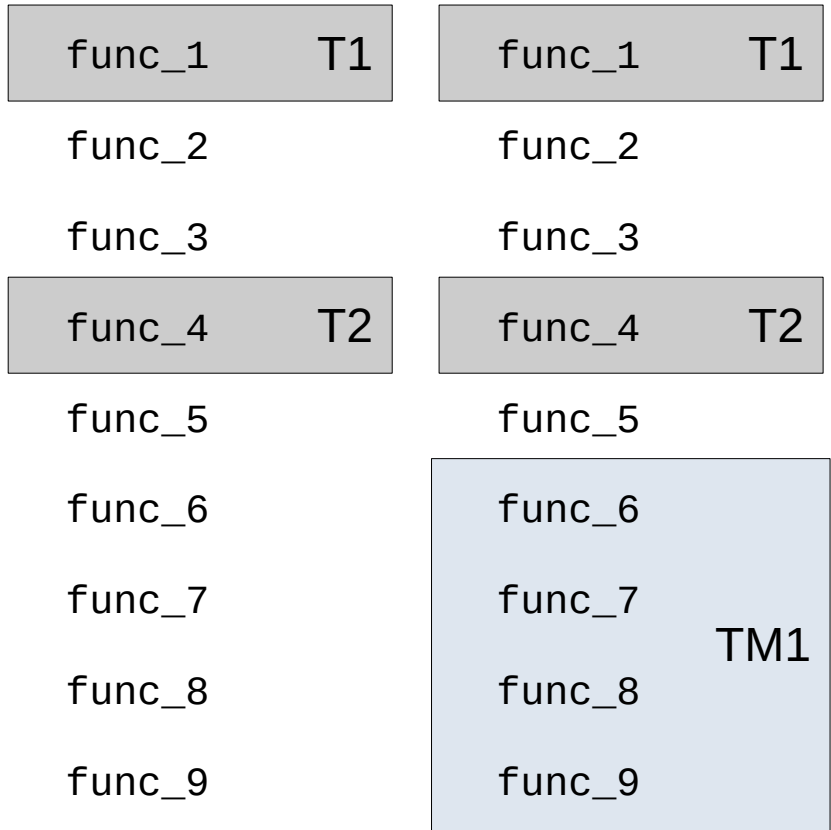 func_1 T1 func_1 T1
func_2 func_2
func_3 func_3
func_4 T2 func_4 T2
func_5 func_5
func_6 func_6
func_7 func_7
TM1
func_8 func_8
func_9 func_9